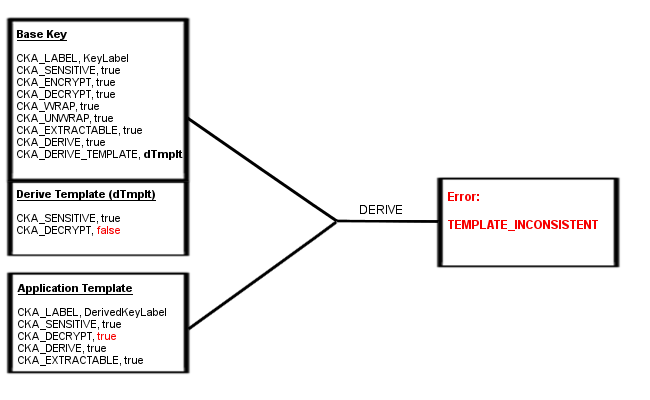 Base Key
CKA_LABEL, KeyLabel
CKA_SENSITIVE, true
CKA_ENCRYPT, true
CKA_DECRYPT, true
CKA_WRAP, true
CKA_UNWRAP, true
CKA_EXTRACTABLE, true
CKA_DERIVE, true
CKA_DERIVE_TEMPLATE, dTmplt
Derive Template (dTmplt)
CKA_SENSITIVE, true
CKA_DECRYPT, false
Application Template
CKA_LABEL, DerivedKeyLabel
CKA_SENSITIVE, true
CKA_DECRYPT, true
CKA_DERIVE, true
CKA_EXTRACTABLE, true
DERIVE
Error:
TEMPLATE_INCONSISTENT